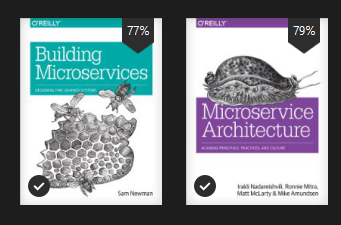 O'REILLY
77%
Building
Microservices
DESIGNING FINE-GRAINED SYSTEMS
Sam Newman
O'REILLY
79%
Microservice
Architecture
ALIGNING PRINCIPLES, PRACTICES, AND CULTURE
Irakli Nadareishvili, Ronnie Mitra,
Matt McLarty & Mike Amundsen